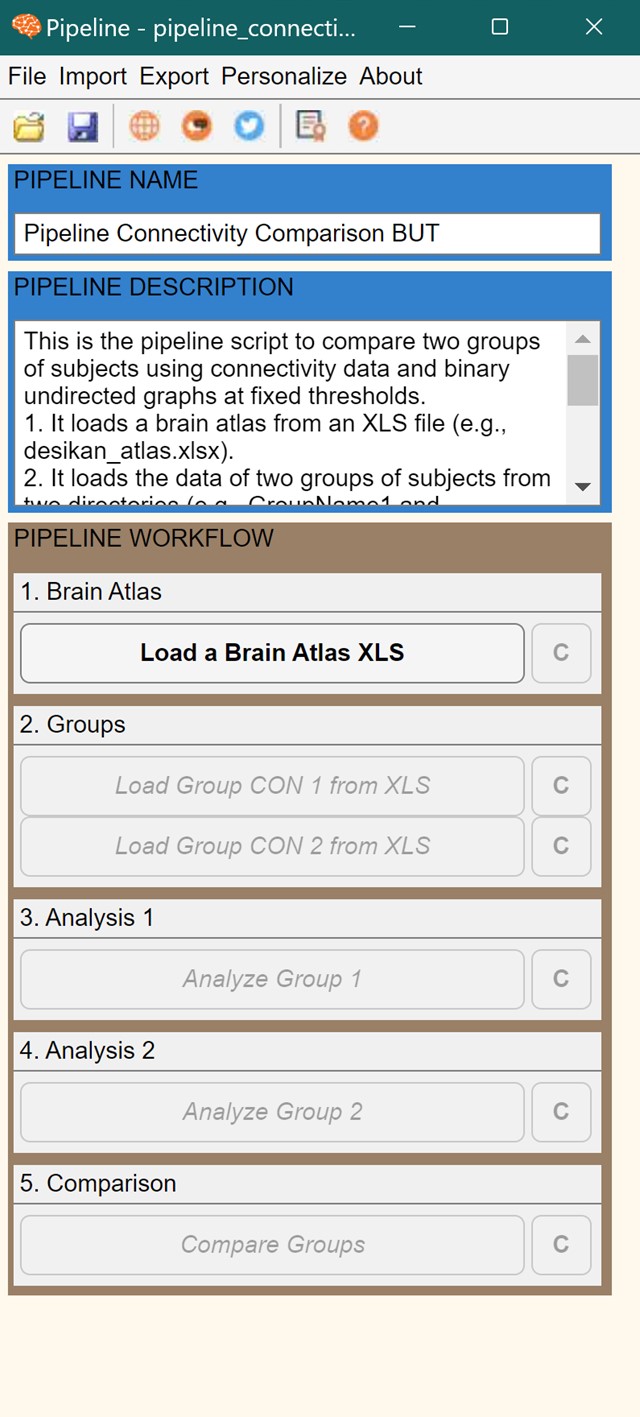 Pipeline - pipeline_connecti...
File Import Export Personalize About
PIPELINE NAME
Pipeline Connectivity Comparison BUT
PIPELINE DESCRIPTION
This is the pipeline script to compare two groups
of subjects using connectivity data and binary
undirected graphs at fixed thresholds.
1. It loads a brain atlas from an XLS file (e.g.,
desikan_atlas.xlsx).
2. It loads the data of two groups of subjects from
two directories (e.g., GroupName1 and
PIPELINE WORKFLOW
1. Brain Atlas
Load a Brain Atlas XLS C
2. Groups
Load Group CON 1 from XLS C
Load Group CON 2 from XLS C
3. Analysis 1
Analyze Group 1 C
4. Analysis 2
Analyze Group 2 C
5. Comparison
Compare Groups C